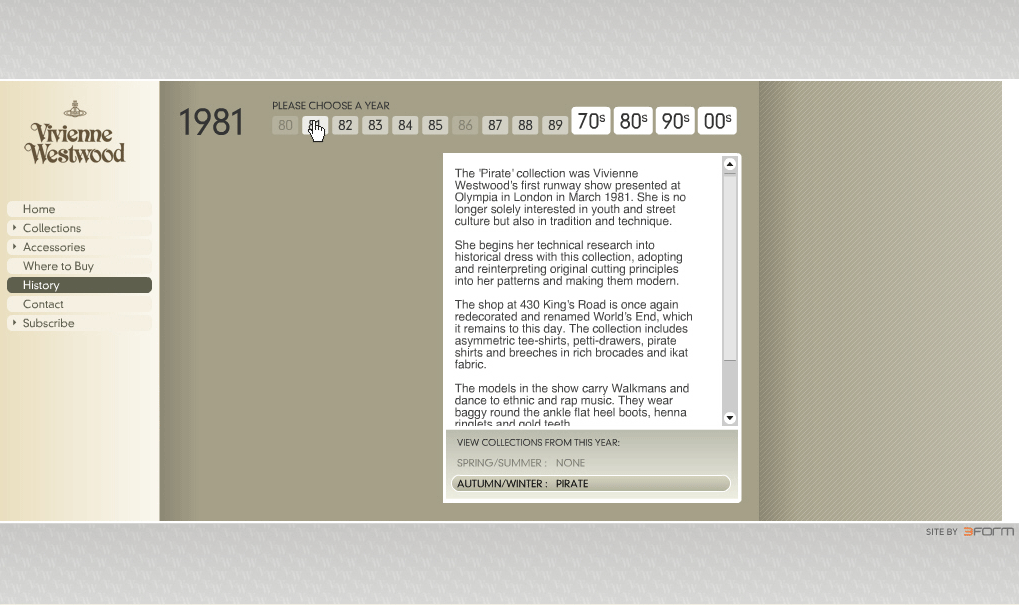 1981
PLEASE CHOOSE A YEAR
80 82 83 84 85 86 87 88 89 70s 80s 90s 00s
Vivienne
Westwood
Home
Collections
Accessories
Where to Buy
History
Contact
Subscribe
The 'Pirate' collection was Vivienne
Westwood's first runway show presented at
Olympia in London in March 1981. She is no
longer solely interested in youth and street
culture but also in tradition and technique.
She begins her technical research into
historical dress with this collection, adopting
and reinterpreting original cutting principles
into her patterns and making them modern.
The shop at 430 King's Road is once again
redecorated and renamed World's End, which
it remains to this day. The collection includes
asymmetric tee-shirts, petti-drawers, pirate
shirts and breeches in rich brocades and ikat
fabric.
The models in the show carry Walkmans and
dance to ethnic and rap music. They wear
baggy round the ankle flat heel boots, henna
ringlets and gold teeth.
VIEW COLLECTIONS FROM THIS YEAR:
SPRING/SUMMER : NONE
AUTUMN/WINTER : PIRATE
SITE BY 3FORM